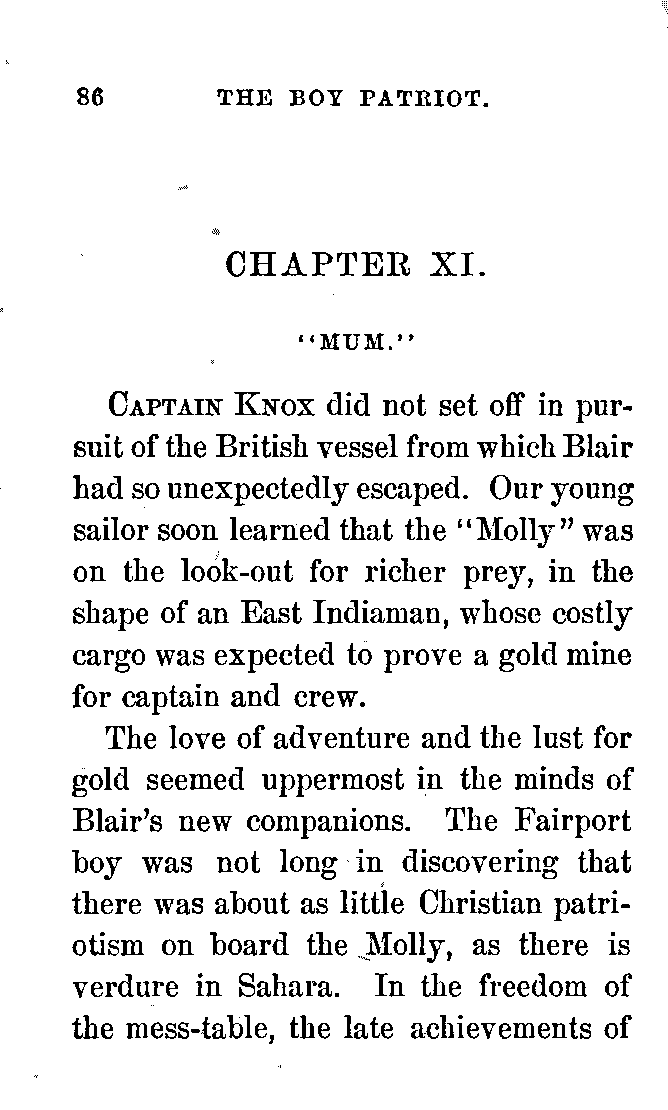 86 THE BOY PATRIOT.
CHAPTER XI.
"MUM."
CAPTAIN KNOX did not set off in pur-
suit of the British vessel from which Blair
had so unexpectedly escaped. Our young
sailor soon learned that the "Molly" was
on the look-out for richer prey, in the
shape of an East Indiaman, whose costly
cargo was expected to prove a gold mine
for captain and crew.
The love of adventure and the lust for
gold seemed uppermost in the minds of
Blair's new companions. The Fairport
boy was not long in discovering that
there was about as little Christian patri-
otism on board the Molly, as there is
verdure in Sahara. In the freedom of
the mess-table, the late achievements of